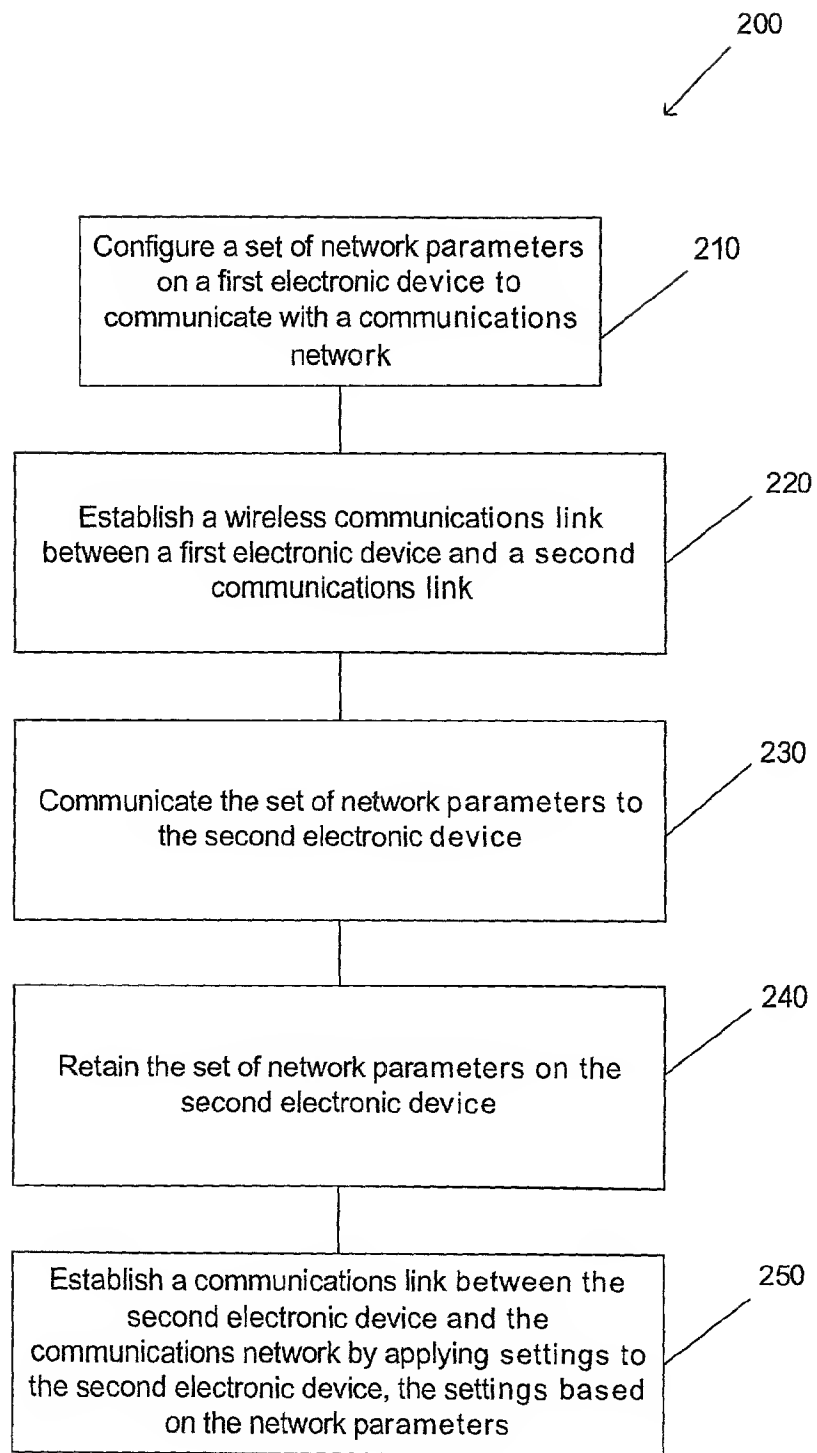 200
Configure a set of network parameters
on a first electronic device to
communicate with a communications
network
210
Establish a wireless communications link
between a first electronic device and a second
communications link
220
Communicate the set of network parameters to
the second electronic device
230
Retain the set of network parameters on the
second electronic device
240
Establish a communications link between the
second electronic device and the
communications network by applying settings to
the second electronic device, the settings based
on the network parameters
250